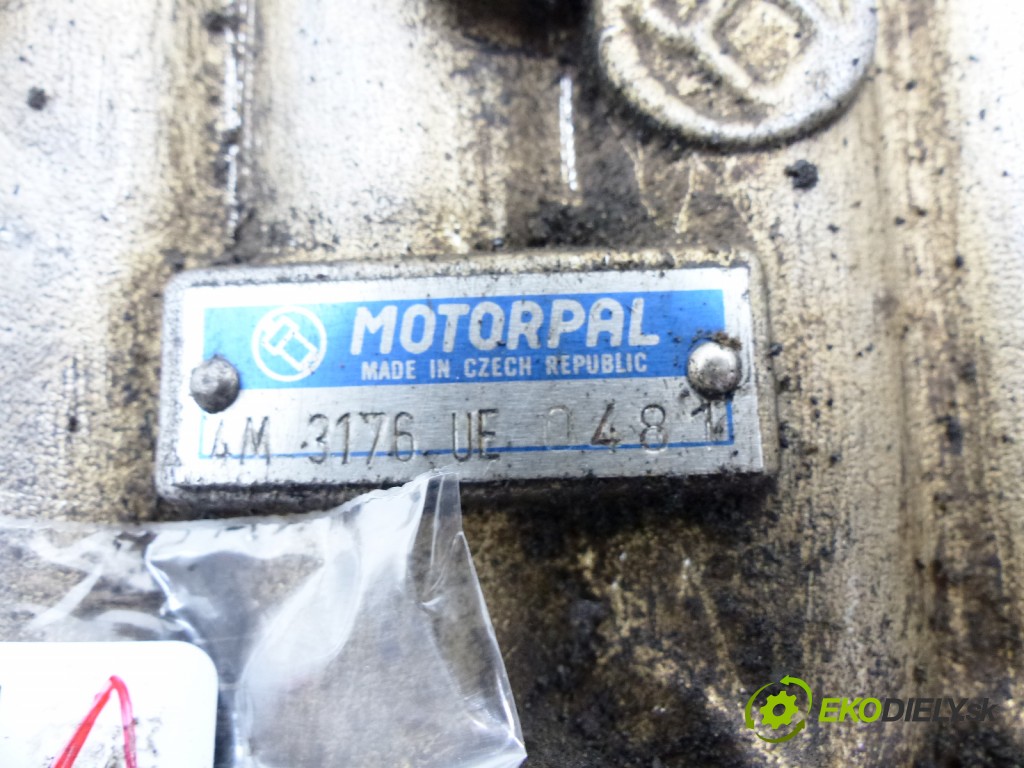 MOTORPAL
MADE IN CZECH REPUBLIC
4M 3176 UE 0481
EKODIELY.sk